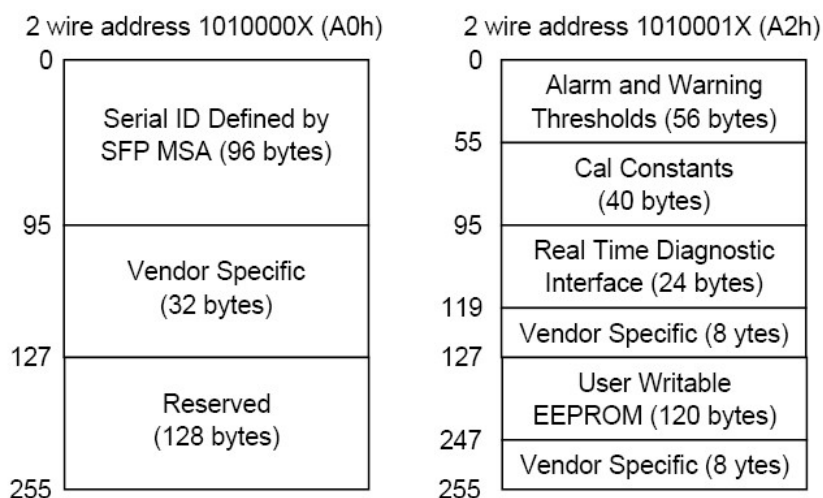 2 wire address 1010000X (A0h)
0
Serial ID Defined by
SFP MSA (96 bytes)
95
Vendor Specific
(32 bytes)
127
Reserved
(128 bytes)
255
2 wire address 1010001X (A2h)
0
Alarm and Warning
Thresholds (56 bytes)
55
Cal Constants
(40 bytes)
95
Real Time Diagnostic
Interface (24 bytes)
119
Vendor Specific (8 ytes)
127
User Writable
EEPROM (120 bytes)
247
Vendor Specific (8 ytes)
255